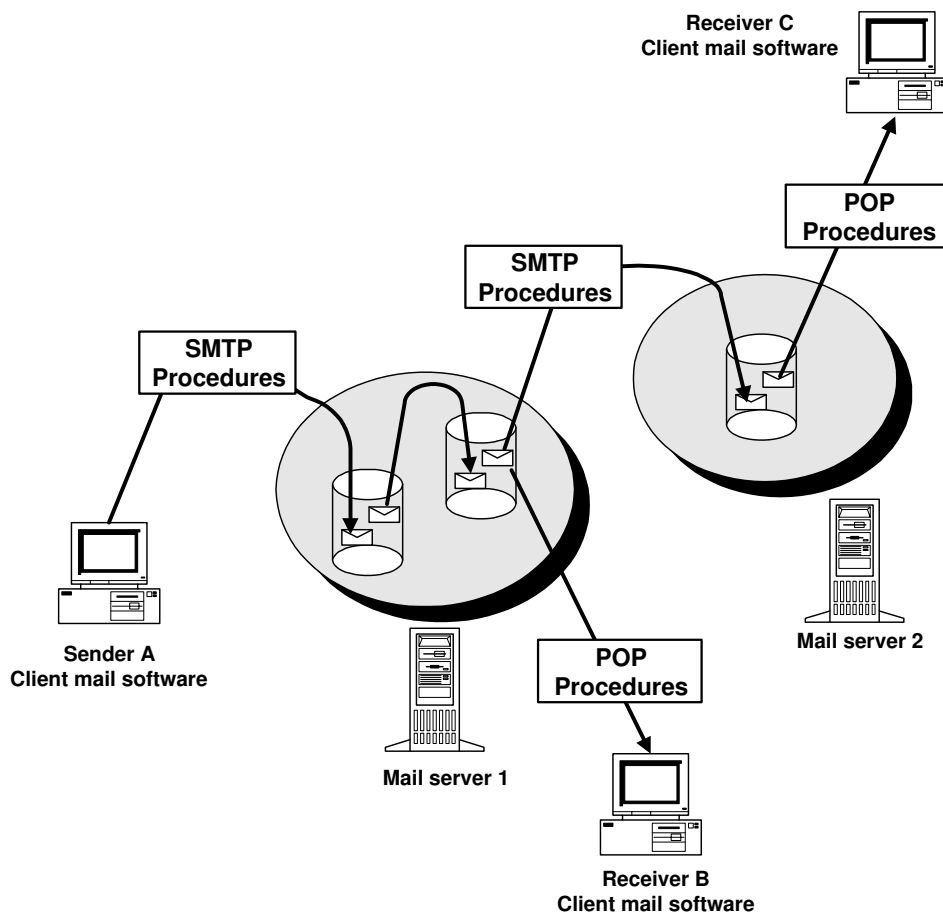 Receiver C
Client mail software
POP
Procedures
SMTP
Procedures
SMTP
Procedures
Sender A
Client mail software
Mail server 2
POP
Procedures
Mail server 1
Receiver B
Client mail software